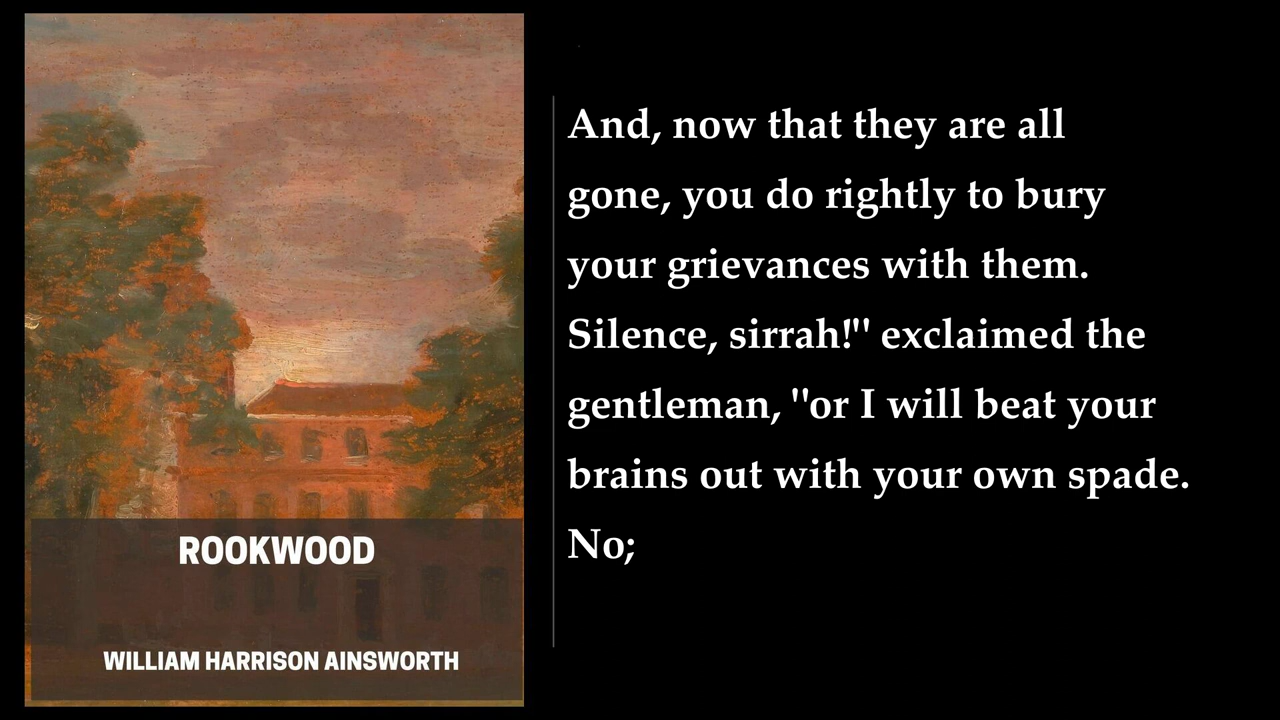 ROOKWOOD
WILLIAM HARRISON AINSWORTH
And, now that they are all
gone, you do rightly to bury
your grievances with them.
Silence, sirrah!" exclaimed the
gentleman, "or I will beat your
brains out with your own spade.
No;